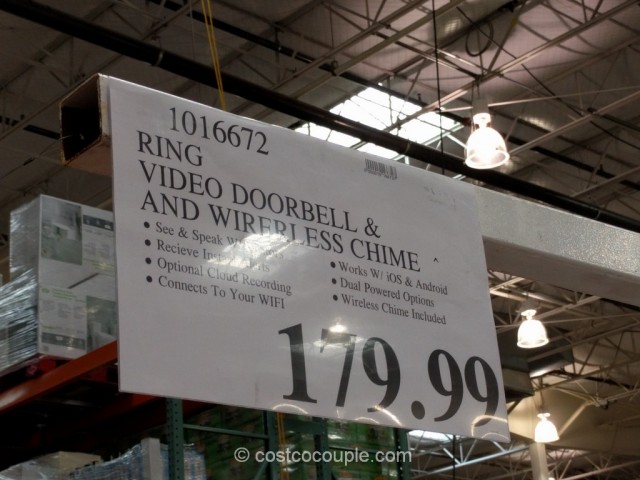 1016672
RING
VIDEO DOORBELL &
AND WIRERLESS CHIME
• See & Speak
• Recieve
• Optional Cloud Recording
• Connects To Your WIFI
• Works W/ iOS & Android
• Dual Powered Options
• Wireless Chime Included
179.99
© costcocouple.com